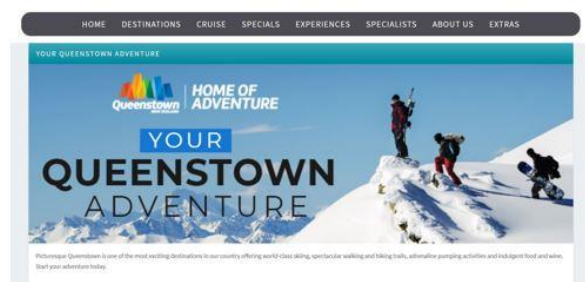 HOME DESTINATIONS CRUISE SPECIALS EXPERIENCES SPECIALISTS ABOUT US EXTRAS
YOUR QUEENSTOWN ADVENTURE
Queenstown
NEW ZEALAND
HOME OF
ADVENTURE
YOUR
QUEENSTOWN
ADVENTURE
Picturesque Queenstown is one of the most exciting destinations in our country offering world-class skiing, spectacular walking and hiking trails, adrenaline pumping activities and indulgent food and wine.
Start your adventure today.